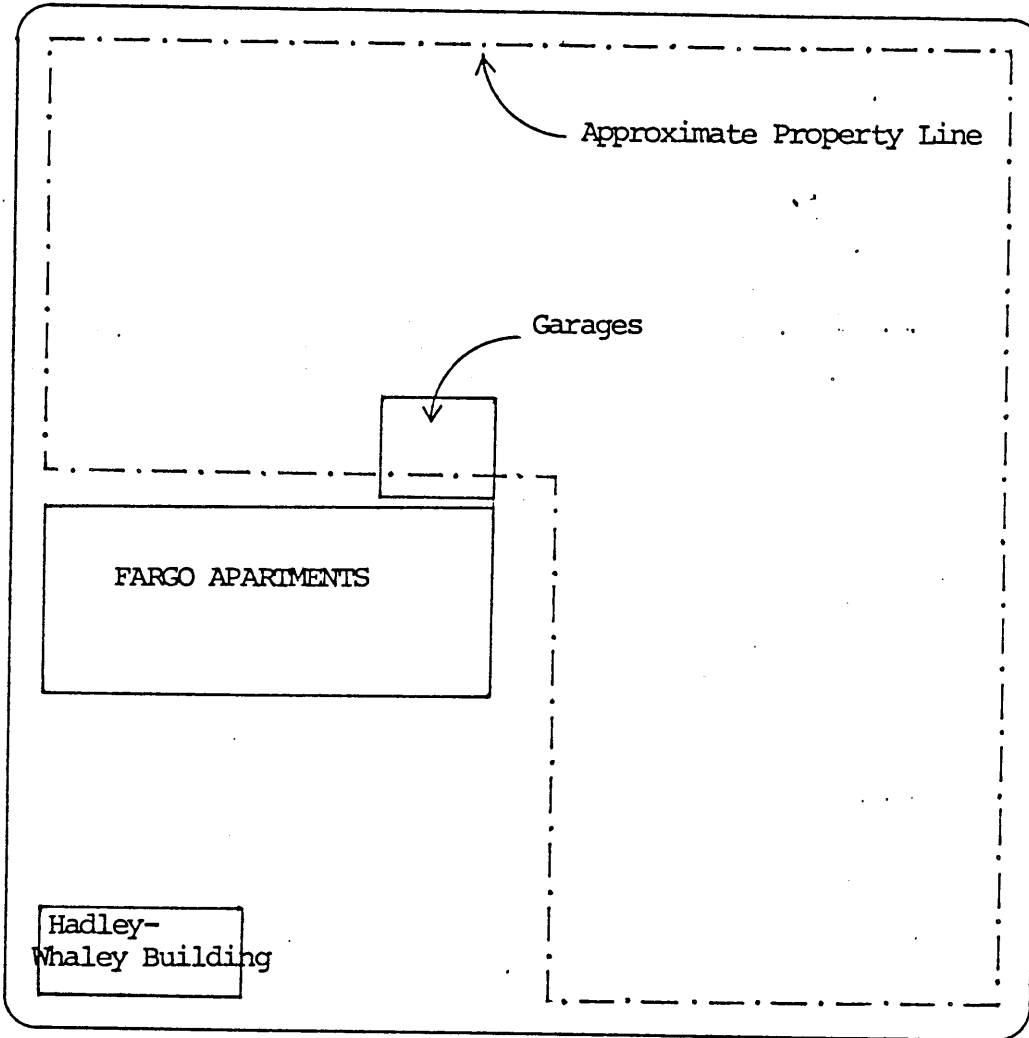 Approximate Property Line
Garages
FARGO APARTMENTS
Hadley-
Whaley Building